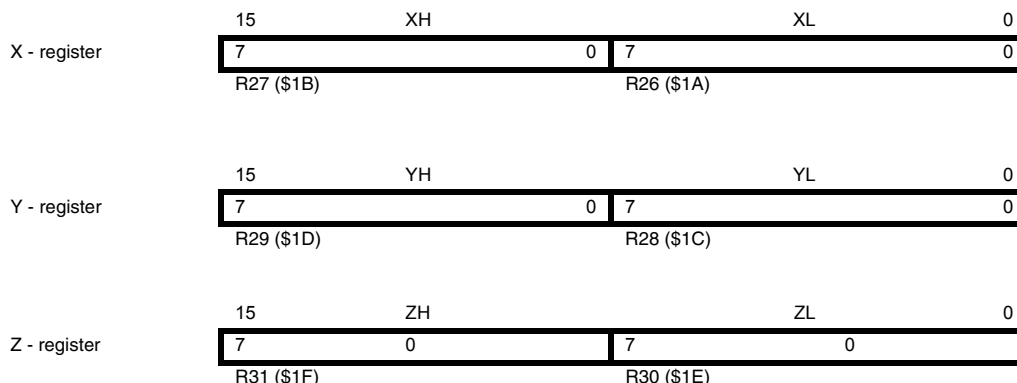 15 XH XL 0
X - register 7 0 7 0
R27 ($1B) R26 ($1A)
15 YH YL 0
Y - register 7 0 7 0
R29 ($1D) R28 ($1C)
15 ZH ZL 0
Z - register 7 0 7 0
R31 ($1F) R30 ($1E)